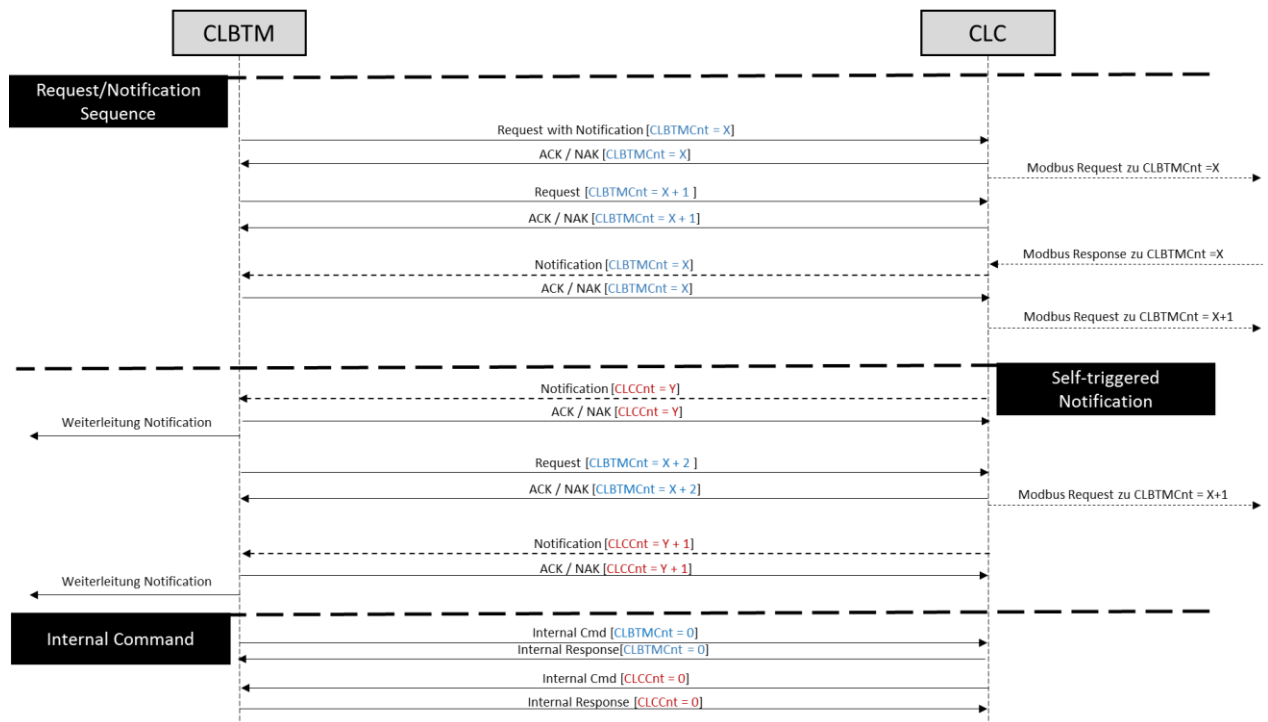 CLBTM
CLC
Request/Notification
Sequence
Request with Notification [CLBTMCnt = X]
ACK / NAK [CLBTMCnt = X]
Modbus Request zu CLBTMCnt =X
Request [CLBTMCnt = X + 1 ]
ACK / NAK [CLBTMCnt = X + 1]
Modbus Response zu CLBTMCnt =X
Notification [CLBTMCnt = X]
ACK / NAK [CLBTMCnt = X]
Modbus Request zu CLBTMCnt = X+1
Self-triggered
Notification
Notification [CLCCnt = Y]
ACK / NAK [CLCCnt = Y]
Weiterleitung Notification
Request [CLBTMCnt = X + 2 ]
ACK / NAK [CLBTMCnt = X + 2]
Modbus Request zu CLBTMCnt = X+1
Notification [CLCCnt = Y + 1]
ACK / NAK [CLCCnt = Y + 1]
Weiterleitung Notification
Internal Command
Internal Cmd [CLBTMCnt = 0]
Internal Response[CLBTMCnt = 0]
Internal Cmd [CLCCnt = 0]
Internal Response [CLCCnt = 0]